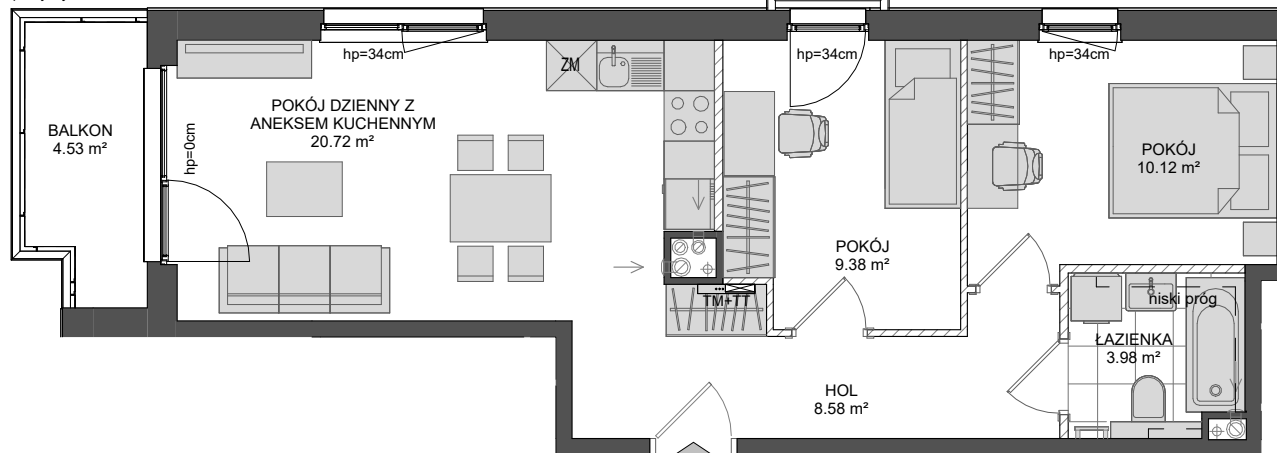 BALKON
4.53 m²
hp=0cm
POKÓJ DZIENNY Z
ANEKSEM KUCHENNYM
20.72 m²
hp=34cm
ZM
hp=34cm
POKÓJ
9.38 m²
TM+TT
hp=34cm
POKÓJ
10.12 m²
niski próg
ŁAZIENKA
3.98 m²
HOL
8.58 m²